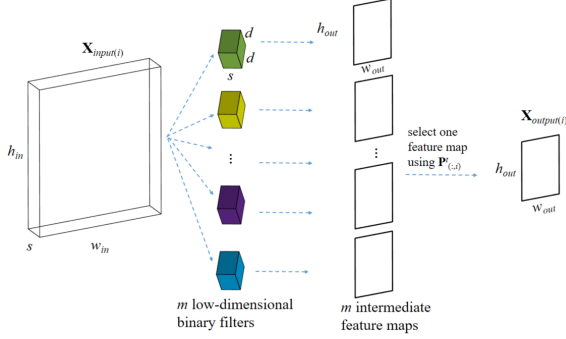 X_input(i)
h_in
s
w_in
d
d
s
h_out
w_out
⋮
⋮
select one
feature map
using P^r_(:,i)
X_output(i)
h_out
w_out
m low-dimensional
binary filters
m intermediate
feature maps